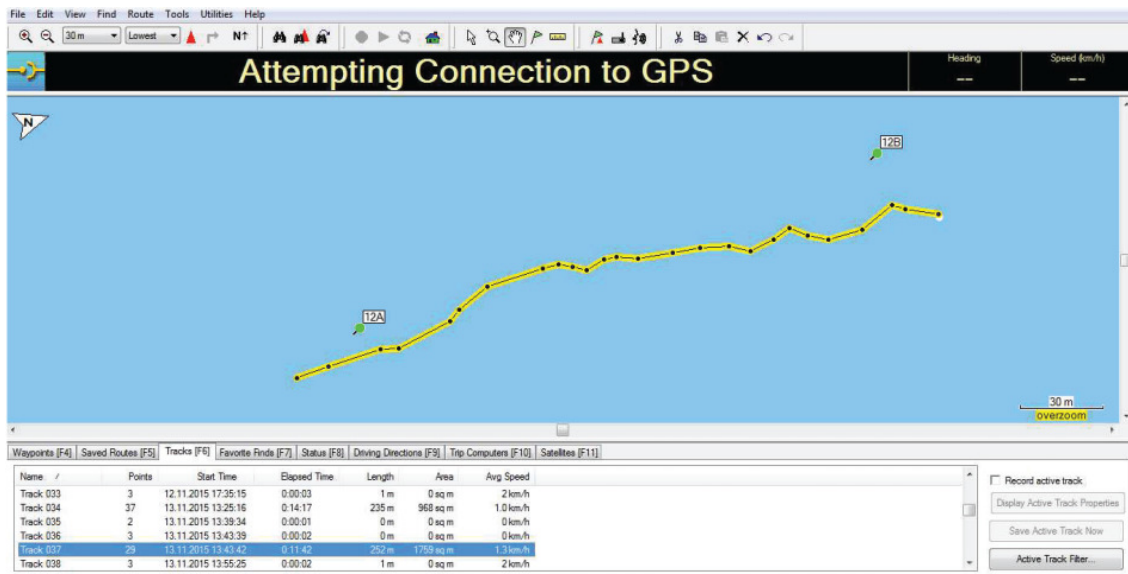 File Edit View Find Route Tools Utilities Help
30 m Lowest N↑
Attempting Connection to GPS
Heading
--
Speed (km/h)
--
N
12B
12A
30 m
overzoom
Waypoints [F4] Saved Routes [F5] Tracks [F6] Favorite Finds [F7] Status [F8] Driving Directions [F9] Trip Computers [F10] Satellites [F11]
Name / Points Start Time Elapsed Time Length Area Avg Speed
Track 033 3 12.11.2015 17:35:15 0:00:03 1 m 0 sq m 2 km/h
Track 034 37 13.11.2015 13:25:16 0:14:17 235 m 968 sq m 1.0 km/h
Track 035 2 13.11.2015 13:39:34 0:00:01 0 m 0 sq m 0 km/h
Track 036 3 13.11.2015 13:43:39 0:00:02 0 m 0 sq m 0 km/h
Track 037 29 13.11.2015 13:43:42 0:11:42 252 m 1759 sq m 1.3 km/h
Track 038 3 13.11.2015 13:55:25 0:00:02 1 m 0 sq m 2 km/h
Record active track
Display Active Track Properties
Save Active Track Now
Active Track Filter...